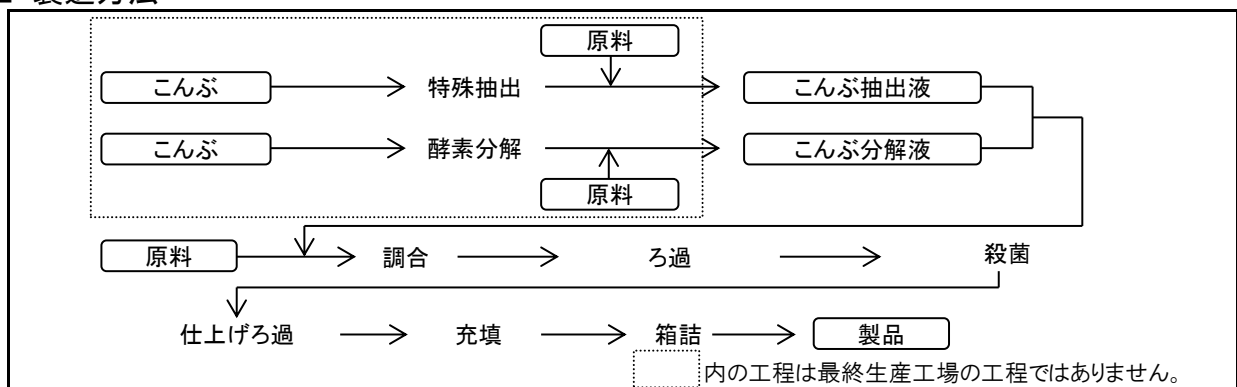 製造方法
原料
こんぶ 特殊抽出 こんぶ抽出液
こんぶ 酵素分解 こんぶ分解液
原料
原料 調合 ろ過 殺菌
仕上げろ過 充填 箱詰 製品
内の工程は最終生産工場の工程ではありません。